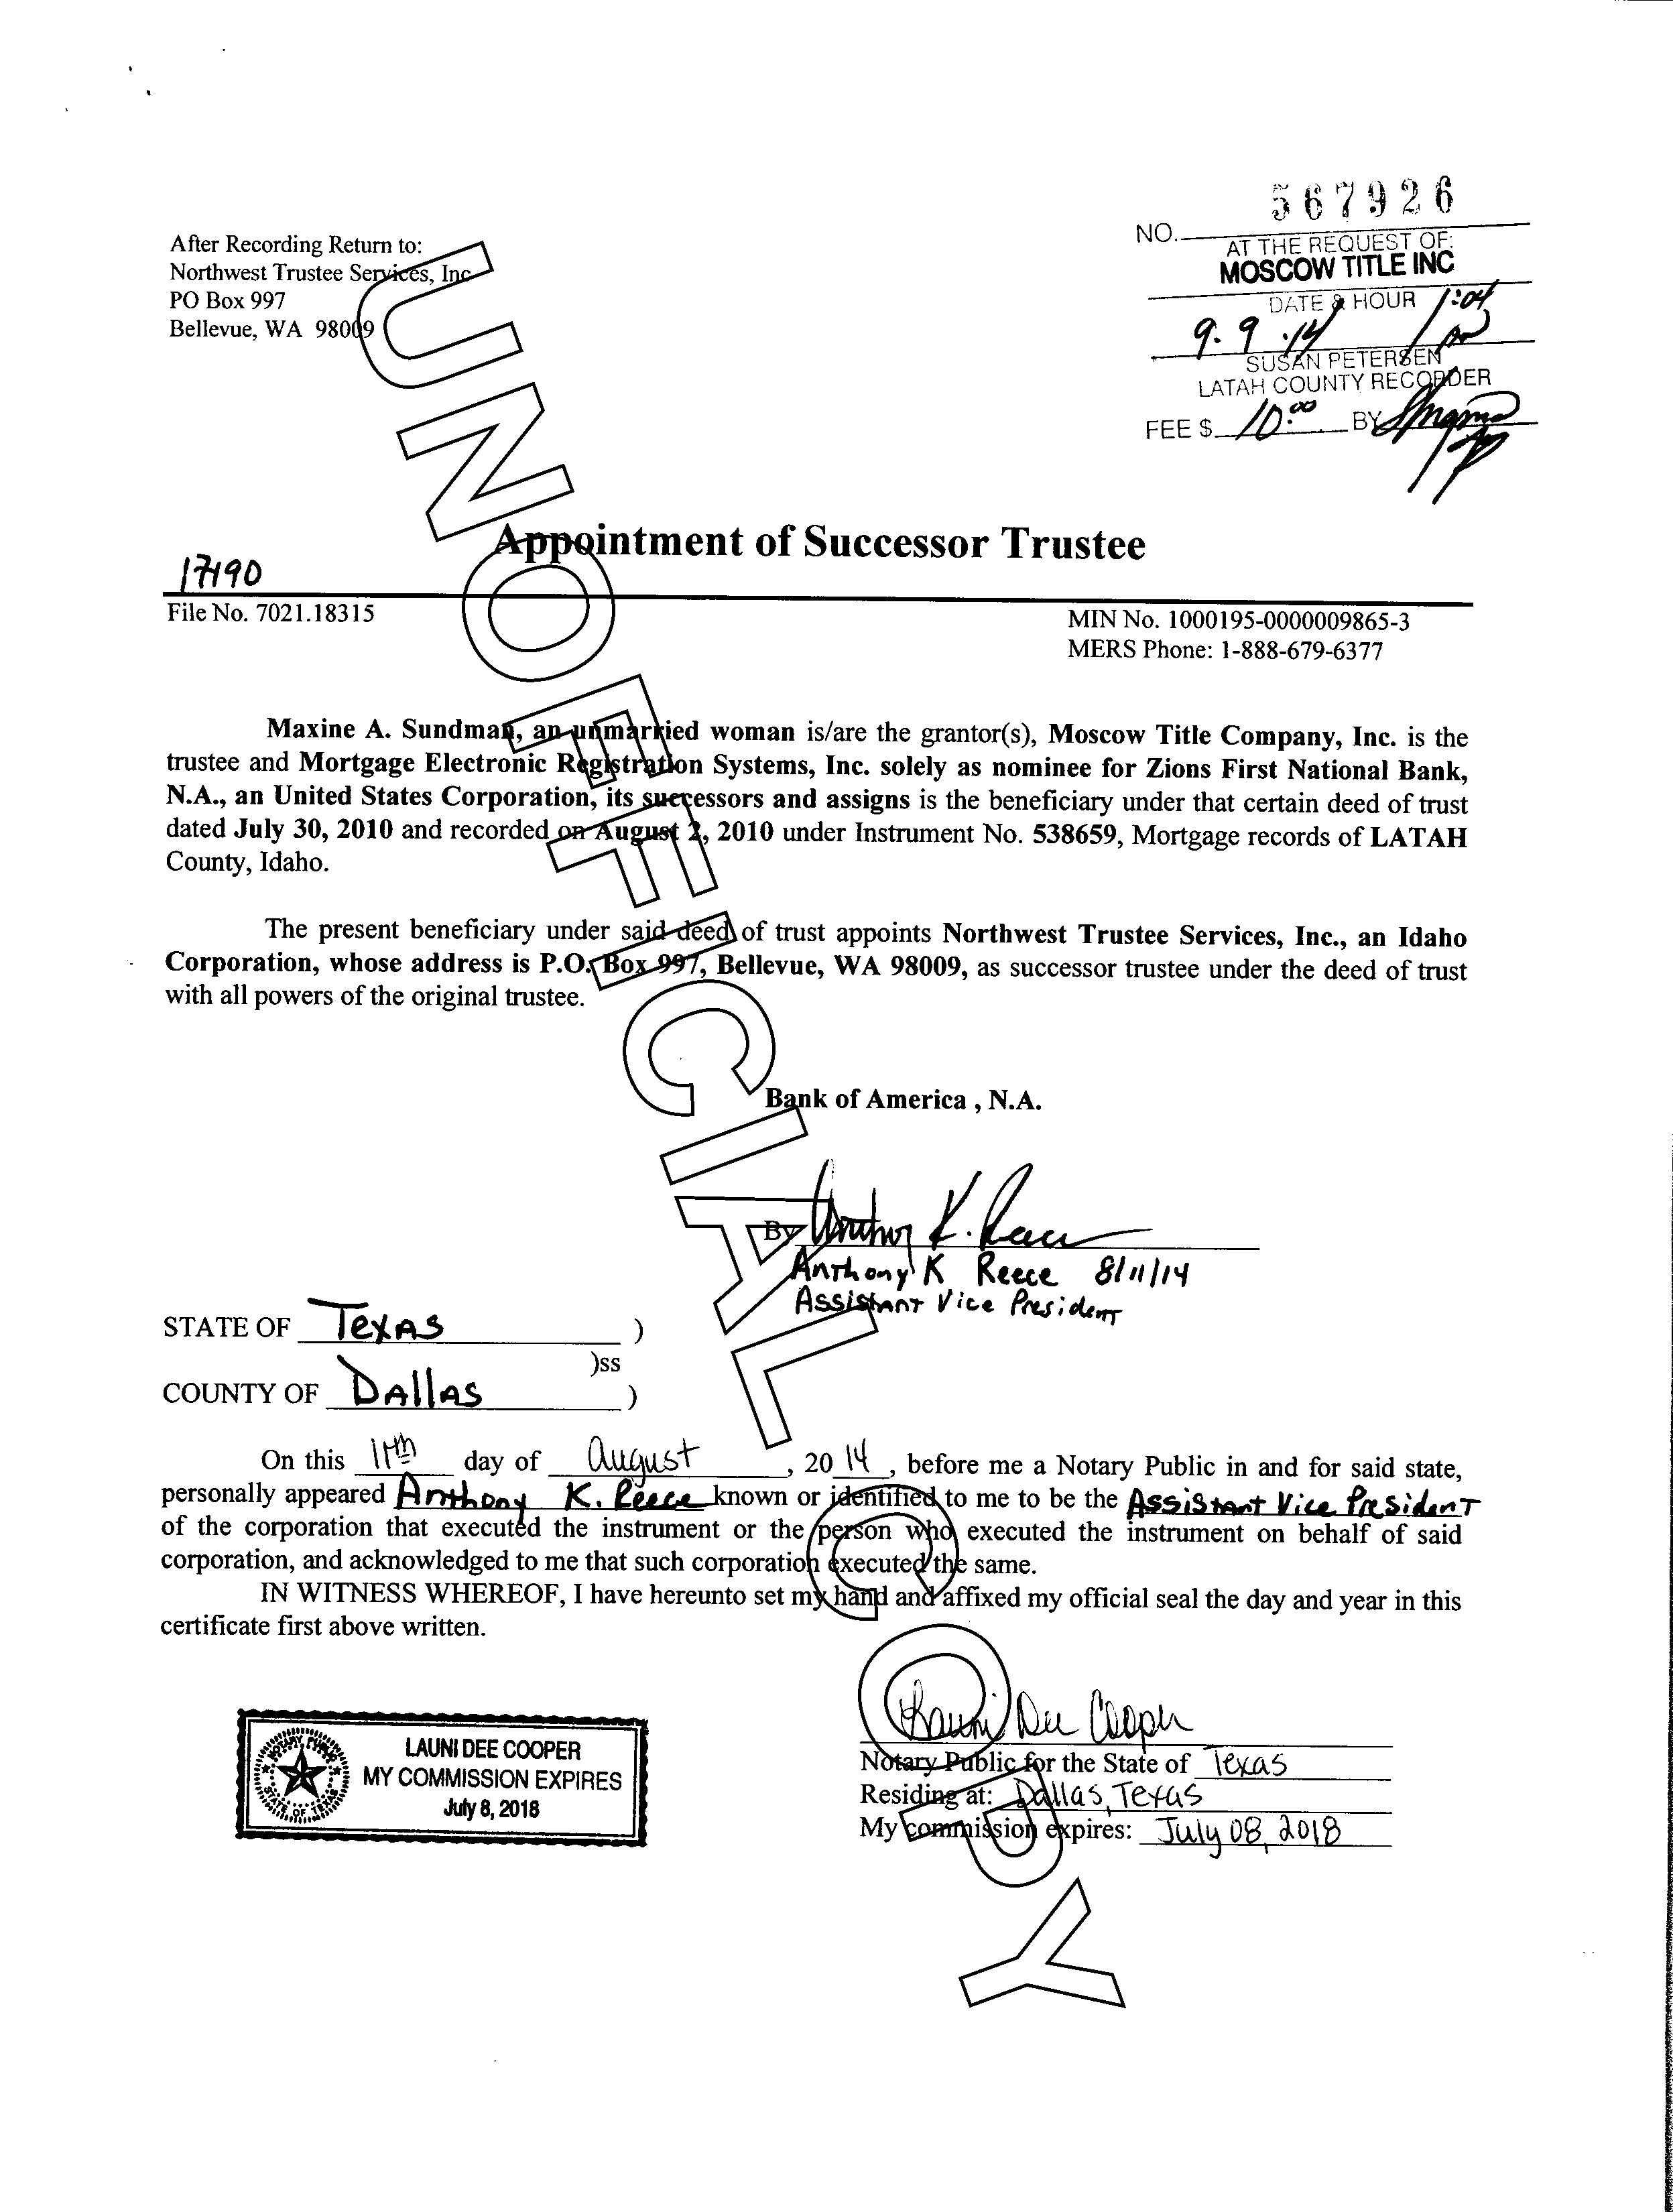 567926
NO.
AT THE REQUEST OF:
MOSCOW TITLE INC
DATE & HOUR 1:04
9.9.14
SUSAN PETERSEN
LATAH COUNTY RECORDER
FEE $ 10.00 BY
After Recording Return to:
Northwest Trustee Services, Inc
PO Box 997
Bellevue, WA 98009
Appointment of Successor Trustee
17190
File No. 7021.18315
MIN No. 1000195-0000009865-3
MERS Phone: 1-888-679-6377
Maxine A. Sundman, an unmarried woman is/are the grantor(s), Moscow Title Company, Inc. is the
trustee and Mortgage Electronic Registration Systems, Inc. solely as nominee for Zions First National Bank,
N.A., an United States Corporation, its successors and assigns is the beneficiary under that certain deed of trust
dated July 30, 2010 and recorded on August 2, 2010 under Instrument No. 538659, Mortgage records of LATAH
County, Idaho.
The present beneficiary under said deed of trust appoints Northwest Trustee Services, Inc., an Idaho
Corporation, whose address is P.O. Box 997, Bellevue, WA 98009, as successor trustee under the deed of trust
with all powers of the original trustee.
Bank of America , N.A.
By Anthony K. Reece
Anthony K Reece 8/11/14
Assistant Vice President
STATE OF Texas )
)ss
COUNTY OF Dallas )
On this 11th day of August, 2014, before me a Notary Public in and for said state,
personally appeared Anthony K. Reece known or identified to me to be the Assistant Vice President
of the corporation that executed the instrument or the person who executed the instrument on behalf of said
corporation, and acknowledged to me that such corporation executed the same.
IN WITNESS WHEREOF, I have hereunto set my hand and affixed my official seal the day and year in this
certificate first above written.
NOTARY PUBLIC
STATE OF TEXAS
LAUNI DEE COOPER
MY COMMISSION EXPIRES
July 8, 2018
Launi Dee Cooper
Notary Public for the State of Texas
Residing at: Dallas, Texas
My commission expires: July 08, 2018
UNOFFICIAL COPY